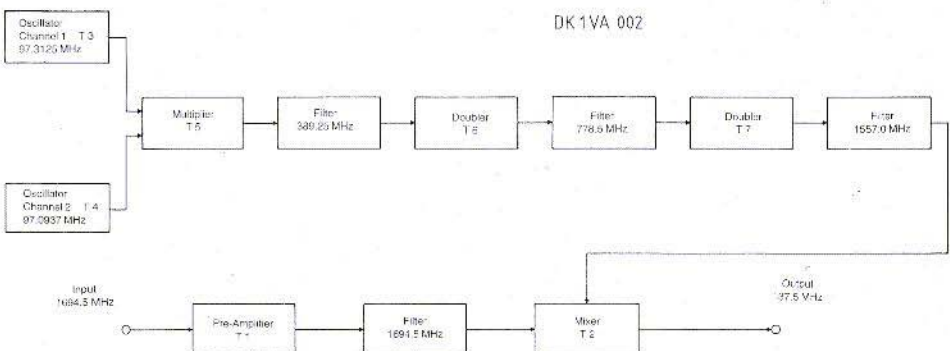 DK 1VA 002
Oscillator
Channel 1 T 3
97.3125 MHz
Multiplier
T 5
Filter
389.25 MHz
Doubler
T 6
Filter
778.5 MHz
Doubler
T 7
Filter
1557.0 MHz
Oscillator
Channel 2 T 4
97.0937 MHz
Input
1694.5 MHz
Pre-Amplifier
T 1
Filter
1694.5 MHz
Mixer
T 2
Output
137.5 MHz